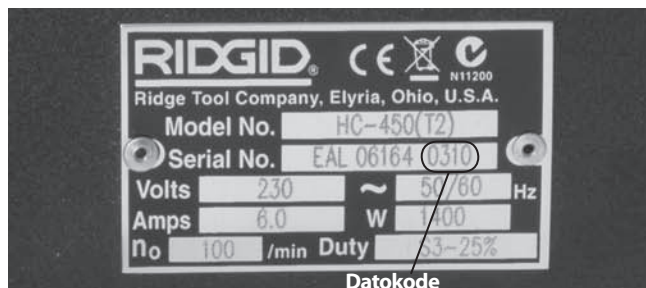 RIDGID® CE N11200
Ridge Tool Company, Elyria, Ohio, U.S.A.
Model No. HC-450(T2)
Serial No. EAL 06164 0310
Volts 230 ~ 50/60 Hz
Amps 6.0 W 1400
no 100 /min Duty S3-25%
Datokode